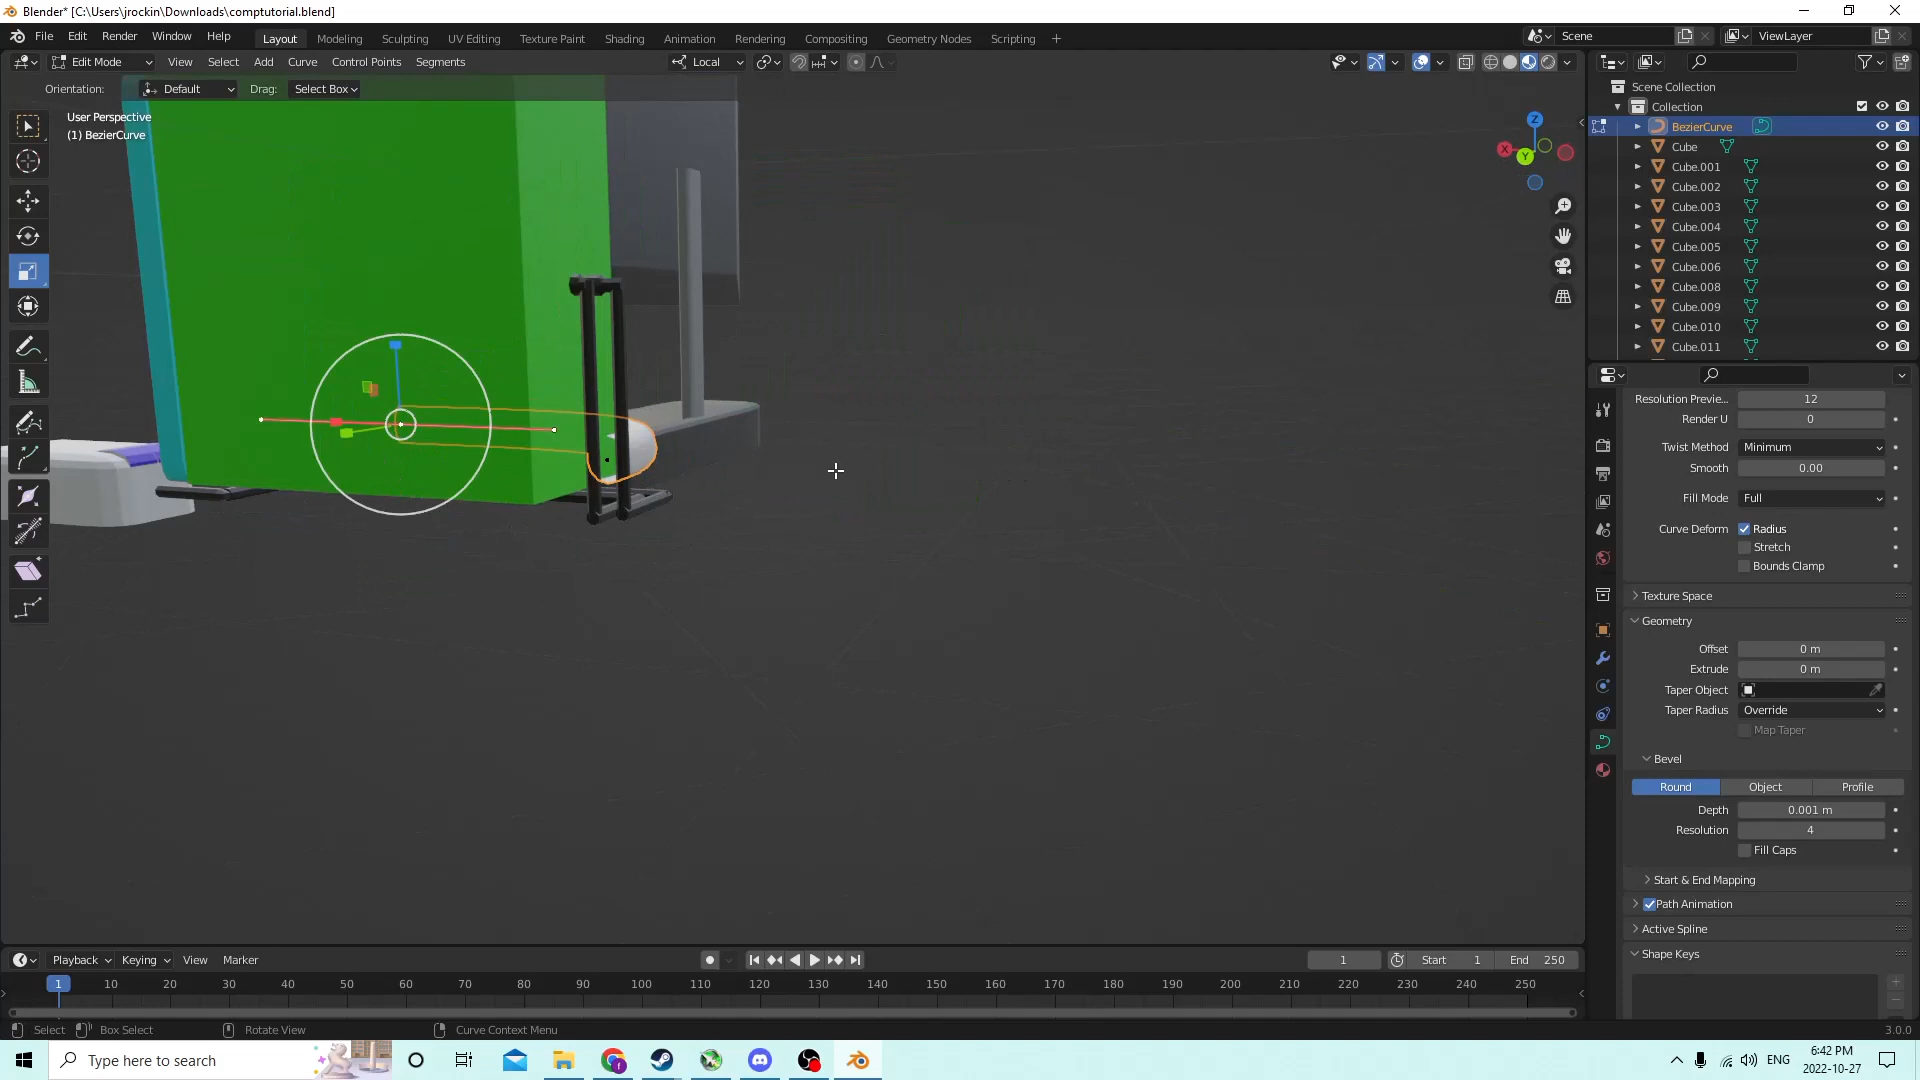 Blender* [C:\Users\jrockin\Downloads\comptutorial.blend]
File Edit Render Window Help Layout Modeling Sculpting UV Editing Texture Paint Shading Animation Rendering Compositing Geometry Nodes Scripting + Scene ViewLayer
Edit Mode View Select Add Curve Control Points Segments Local
Orientation: Default Drag: Select Box
User Perspective
(1) BezierCurve
Z
X
Y
Scene Collection
Collection
BezierCurve
Cube
Cube.001
Cube.002
Cube.003
Cube.004
Cube.005
Cube.006
Cube.008
Cube.009
Cube.010
Cube.011
Resolution Previe... 12
Render U 0
Twist Method Minimum
Smooth 0.00
Fill Mode Full
Curve Deform Radius
Stretch
Bounds Clamp
Texture Space
Geometry
Offset 0 m
Extrude 0 m
Taper Object
Taper Radius Override
Map Taper
Bevel
Round Object Profile
Depth 0.001 m
Resolution 4
Fill Caps
Start & End Mapping
Path Animation
Active Spline
Shape Keys
Playback Keying View Marker 1 Start 1 End 250
1 10 20 30 40 50 60 70 80 90 100 110 120 130 140 150 160 170 180 190 200 210 220 230 240 250
Select Box Select Rotate View Curve Context Menu 3.0.0
Type here to search
ENG
6:42 PM
2022-10-27